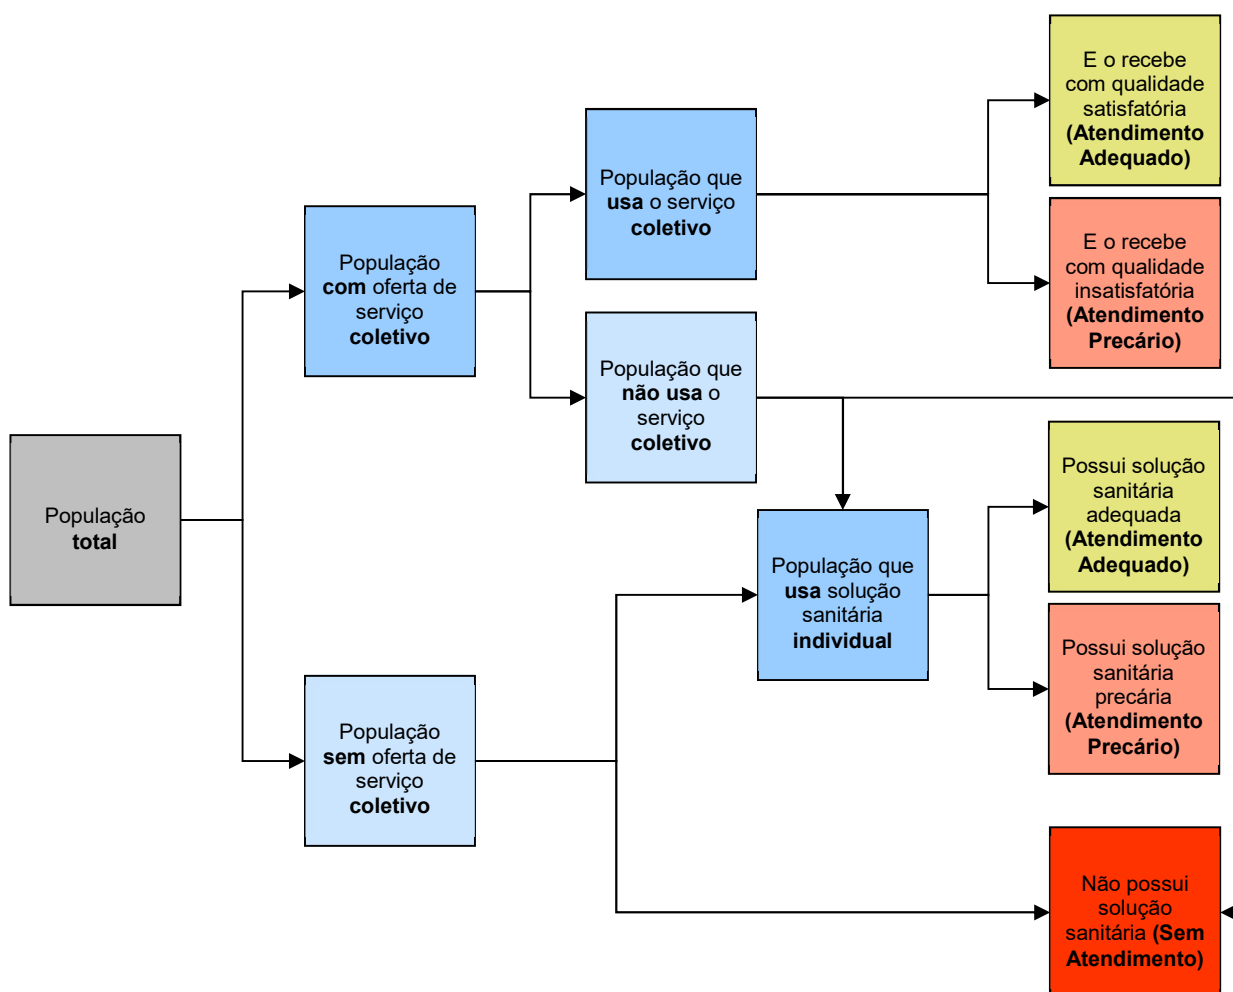 E o recebe
com qualidade
satisfatória
(Atendimento
Adequado)
População que
usa o serviço
coletivo
E o recebe
com qualidade
insatisfatória
(Atendimento
Precário)
População
com oferta de
serviço
coletivo
População que
não usa o
serviço
coletivo
População
total
Possui solução
sanitária
adequada
(Atendimento
Adequado)
População que
usa solução
sanitária
individual
Possui solução
sanitária
precária
(Atendimento
Precário)
População
sem oferta de
serviço
coletivo
Não possui
solução
sanitária (Sem
Atendimento)